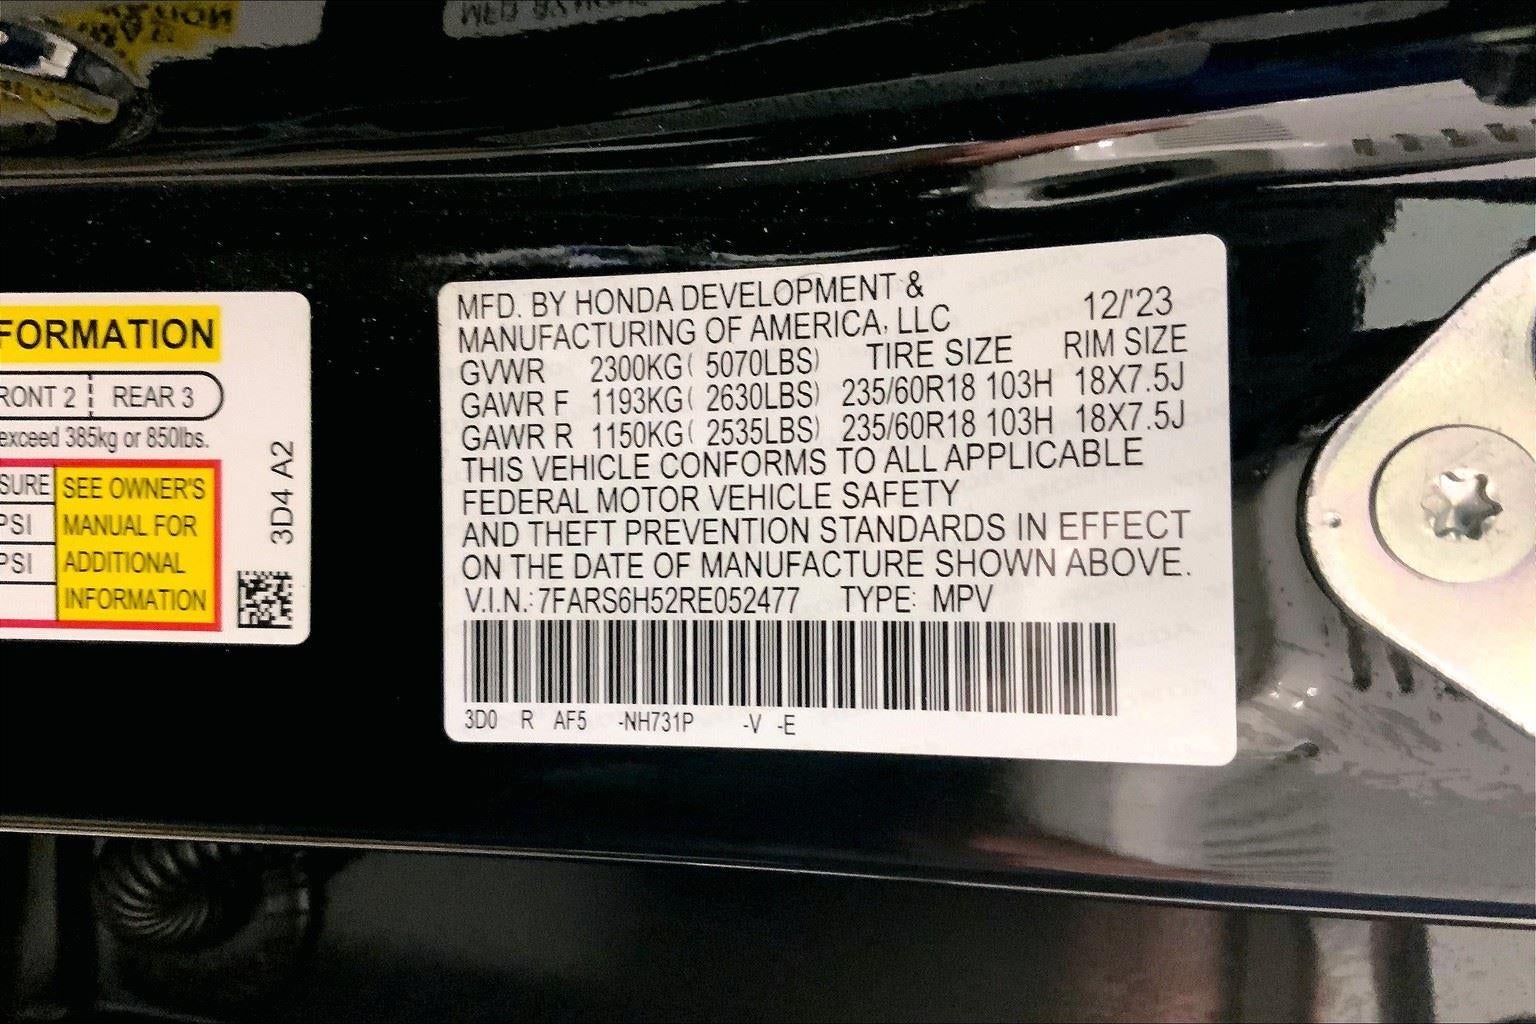 FORMATION
RONT 2 REAR 3
exceed 385kg or 850lbs.
SURE SEE OWNER'S
PSI MANUAL FOR
PSI ADDITIONAL
INFORMATION
3D4 A2
MFD. BY HONDA DEVELOPMENT &
MANUFACTURING OF AMERICA, LLC 12/'23
GVWR 2300KG( 5070LBS) TIRE SIZE RIM SIZE
GAWR F 1193KG( 2630LBS) 235/60R18 103H 18X7.5J
GAWR R 1150KG( 2535LBS) 235/60R18 103H 18X7.5J
THIS VEHICLE CONFORMS TO ALL APPLICABLE
FEDERAL MOTOR VEHICLE SAFETY
AND THEFT PREVENTION STANDARDS IN EFFECT
ON THE DATE OF MANUFACTURE SHOWN ABOVE.
V.I.N.: 7FARS6H52RE052477 TYPE: MPV
3D0 R AF5 -NH731P -V -E